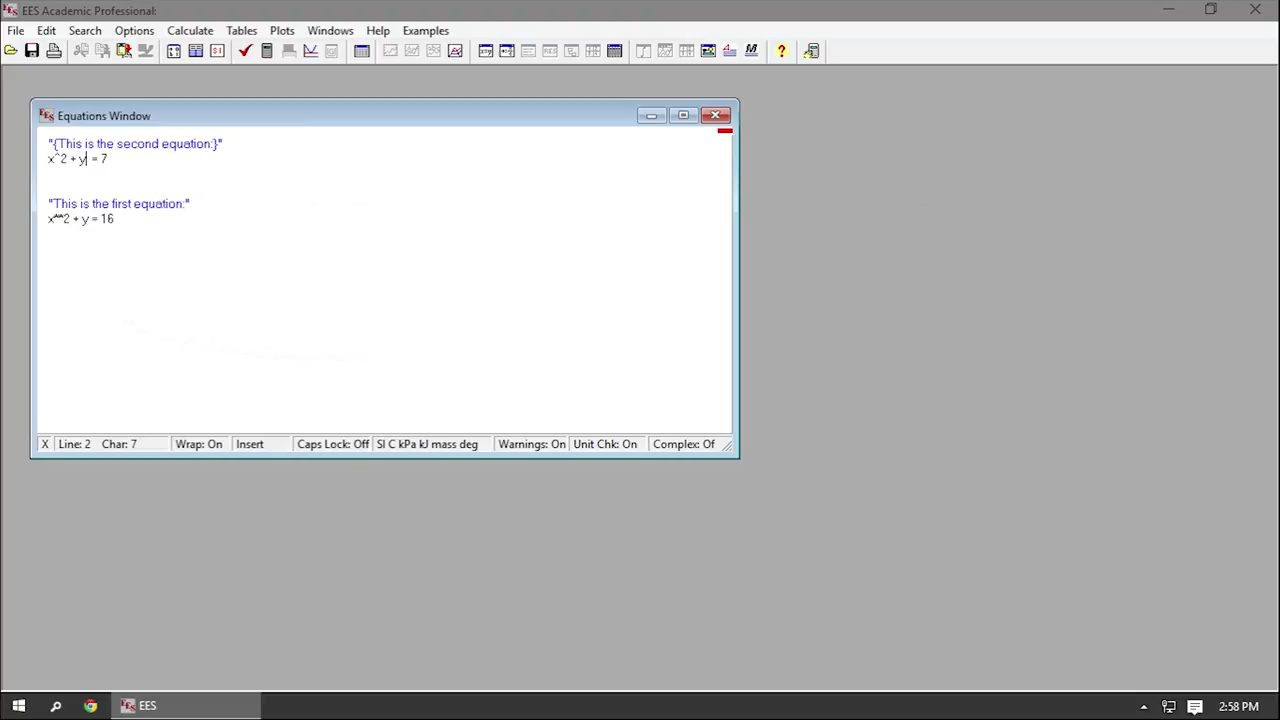 EES Academic Professional:
File Edit Search Options Calculate Tables Plots Windows Help Examples
EES Equations Window
"{This is the second equation:}"
x^2 + y = 7
"This is the first equation:"
x**2 + y = 16
X Line: 2 Char: 7 Wrap: On Insert Caps Lock: Off SI C kPa kJ mass deg Warnings: On Unit Chk: On Complex: Of
EES 2:58 PM